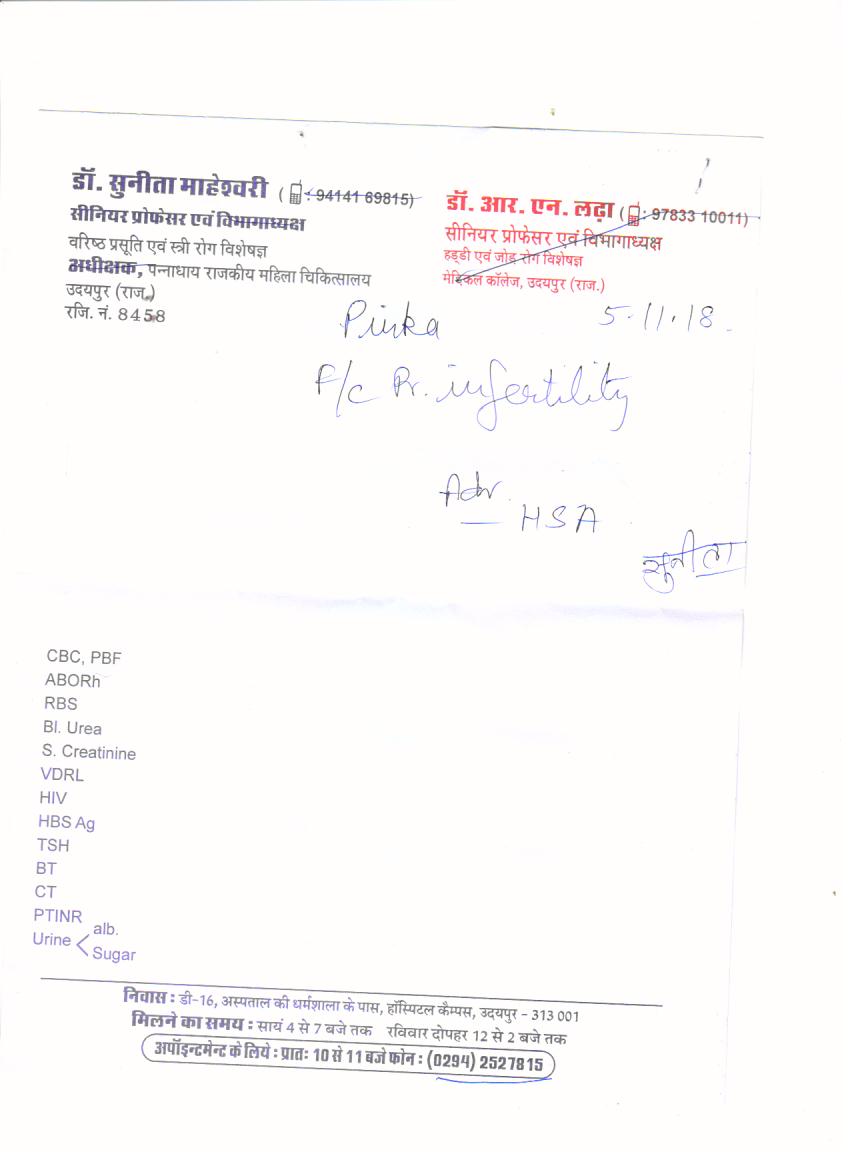 डॉ. सुनीता माहेश्वरी (: 94141 69815)
सीनियर प्रोफेसर एवं विभागाध्यक्ष
वरिष्ठ प्रसूति एवं स्त्री रोग विशेषज्ञ
अधीक्षक, पन्नाधाय राजकीय महिला चिकित्सालय
उदयपुर (राज.)
रजि. नं. 8458
डॉ. आर. एन. लढ़ा (: 97833 10011)
सीनियर प्रोफेसर एवं विभागाध्यक्ष
हड्डी एवं जोड़ रोग विशेषज्ञ
मेडिकल कॉलेज, उदयपुर (राज.)
5.11.18
F/c Pr. infertility
Adv.
HSA
सुनीता
CBC, PBF
ABORh
RBS
Bl. Urea
S. Creatinine
VDRL
HIV
HBS Ag
TSH
BT
CT
PTINR
Urine < alb.
Sugar
निवास : डी-16, अस्पताल की धर्मशाला के पास, हॉस्पिटल कैम्पस, उदयपुर - 313 001
मिलने का समय : सायं 4 से 7 बजे तक रविवार दोपहर 12 से 2 बजे तक
अपॉइन्टमेन्ट के लिये : प्रातः 10 से 11 बजे फोन : (0294) 2527815